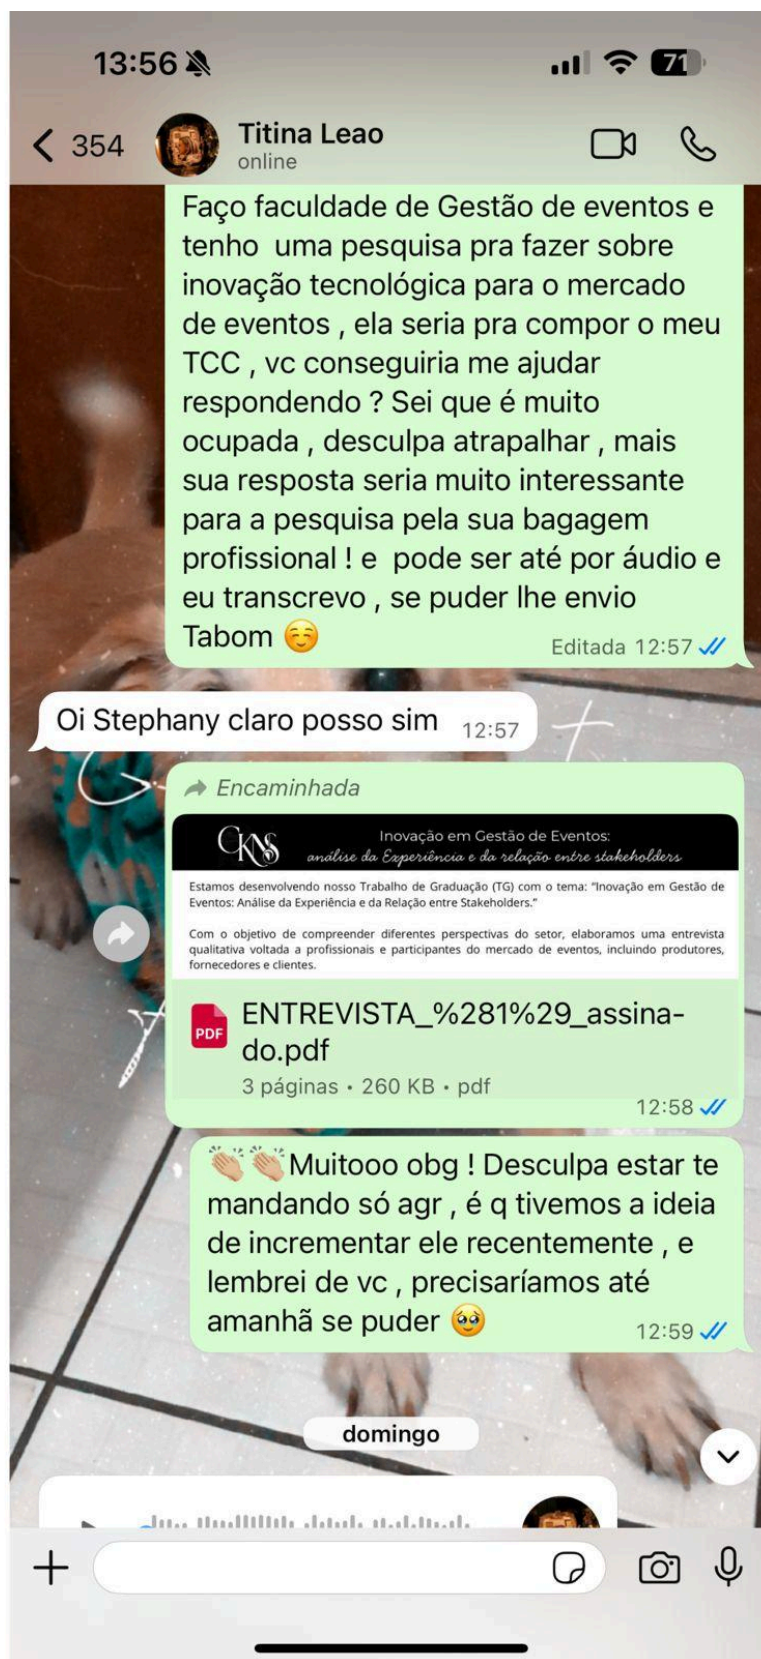 13:56
71
354
Titina Leao
online
Faço faculdade de Gestão de eventos e
tenho  uma pesquisa pra fazer sobre
inovação tecnológica para o mercado
de eventos , ela seria pra compor o meu
TCC , vc conseguiria me ajudar
respondendo ? Sei que é muito
ocupada , desculpa atrapalhar , mais
sua resposta seria muito interessante
para a pesquisa pela sua bagagem
profissional ! e  pode ser até por áudio e
eu transcrevo , se puder lhe envio
Tabom ☺️
Editada 12:57
Oi Stephany claro posso sim
12:57
Encaminhada
CKNS
Inovação em Gestão de Eventos:
análise da Experiência e da relação entre stakeholders
Estamos desenvolvendo nosso Trabalho de Graduação (TG) com o tema: "Inovação em Gestão de
Eventos: Análise da Experiência e da Relação entre Stakeholders."
Com o objetivo de compreender diferentes perspectivas do setor, elaboramos uma entrevista
qualitativa voltada a profissionais e participantes do mercado de eventos, incluindo produtores,
fornecedores e clientes.
PDF
ENTREVISTA_%281%29_assina-
do.pdf
3 páginas • 260 KB • pdf
12:58
👏🏼👏🏼Muitooo obg ! Desculpa estar te
mandando só agr , é q tivemos a ideia
de incrementar ele recentemente , e
lembrei de vc , precisaríamos até
amanhã se puder 🥹
12:59
domingo